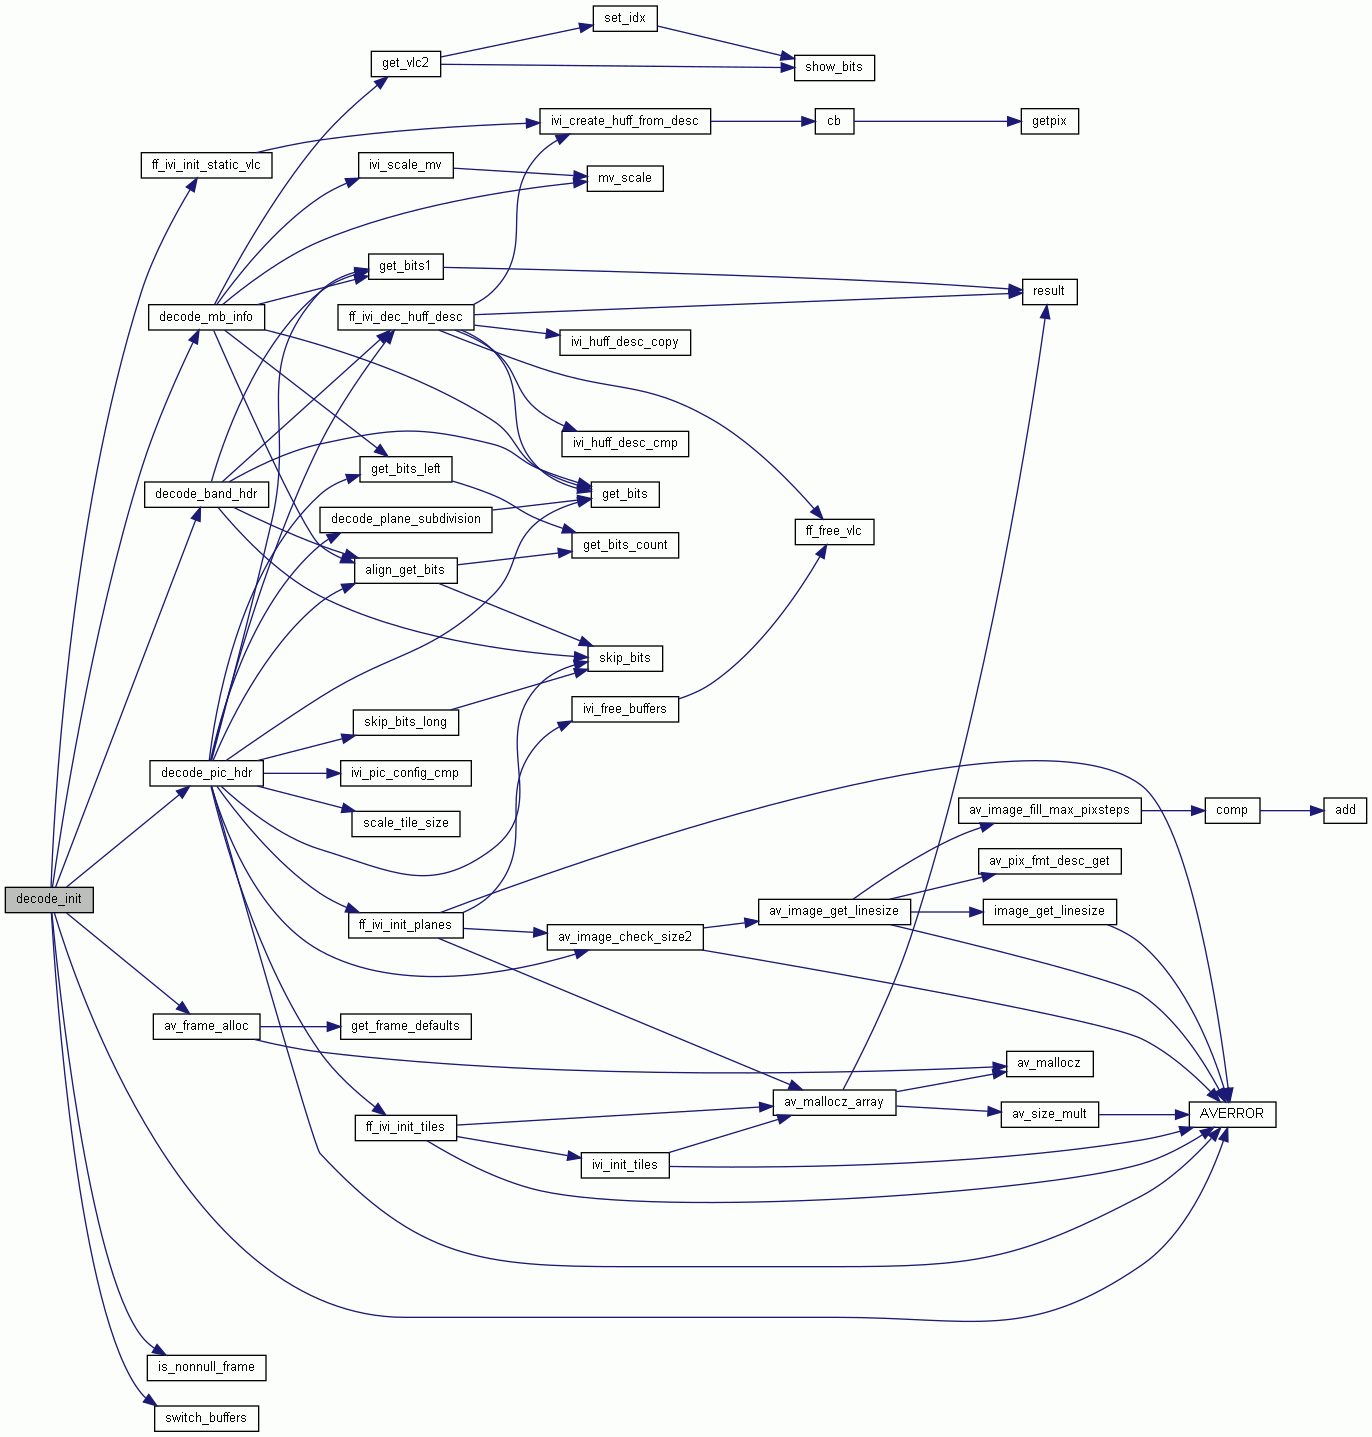 set_idx
get_vlc2
show_bits
ivi_create_huff_from_desc
cb
getpix
ff_ivi_init_static_vlc
ivi_scale_mv
mv_scale
get_bits1
result
decode_mb_info
ff_ivi_dec_huff_desc
ivi_huff_desc_copy
ivi_huff_desc_cmp
get_bits_left
decode_band_hdr
get_bits
decode_plane_subdivision
ff_free_vlc
get_bits_count
align_get_bits
skip_bits
ivi_free_buffers
skip_bits_long
decode_pic_hdr
ivi_pic_config_cmp
av_image_fill_max_pixsteps
comp
add
scale_tile_size
av_pix_fmt_desc_get
decode_init
av_image_get_linesize
image_get_linesize
ff_ivi_init_planes
av_image_check_size2
av_frame_alloc
get_frame_defaults
av_mallocz
av_mallocz_array
av_size_mult
AVERROR
ff_ivi_init_tiles
ivi_init_tiles
is_nonnull_frame
switch_buffers